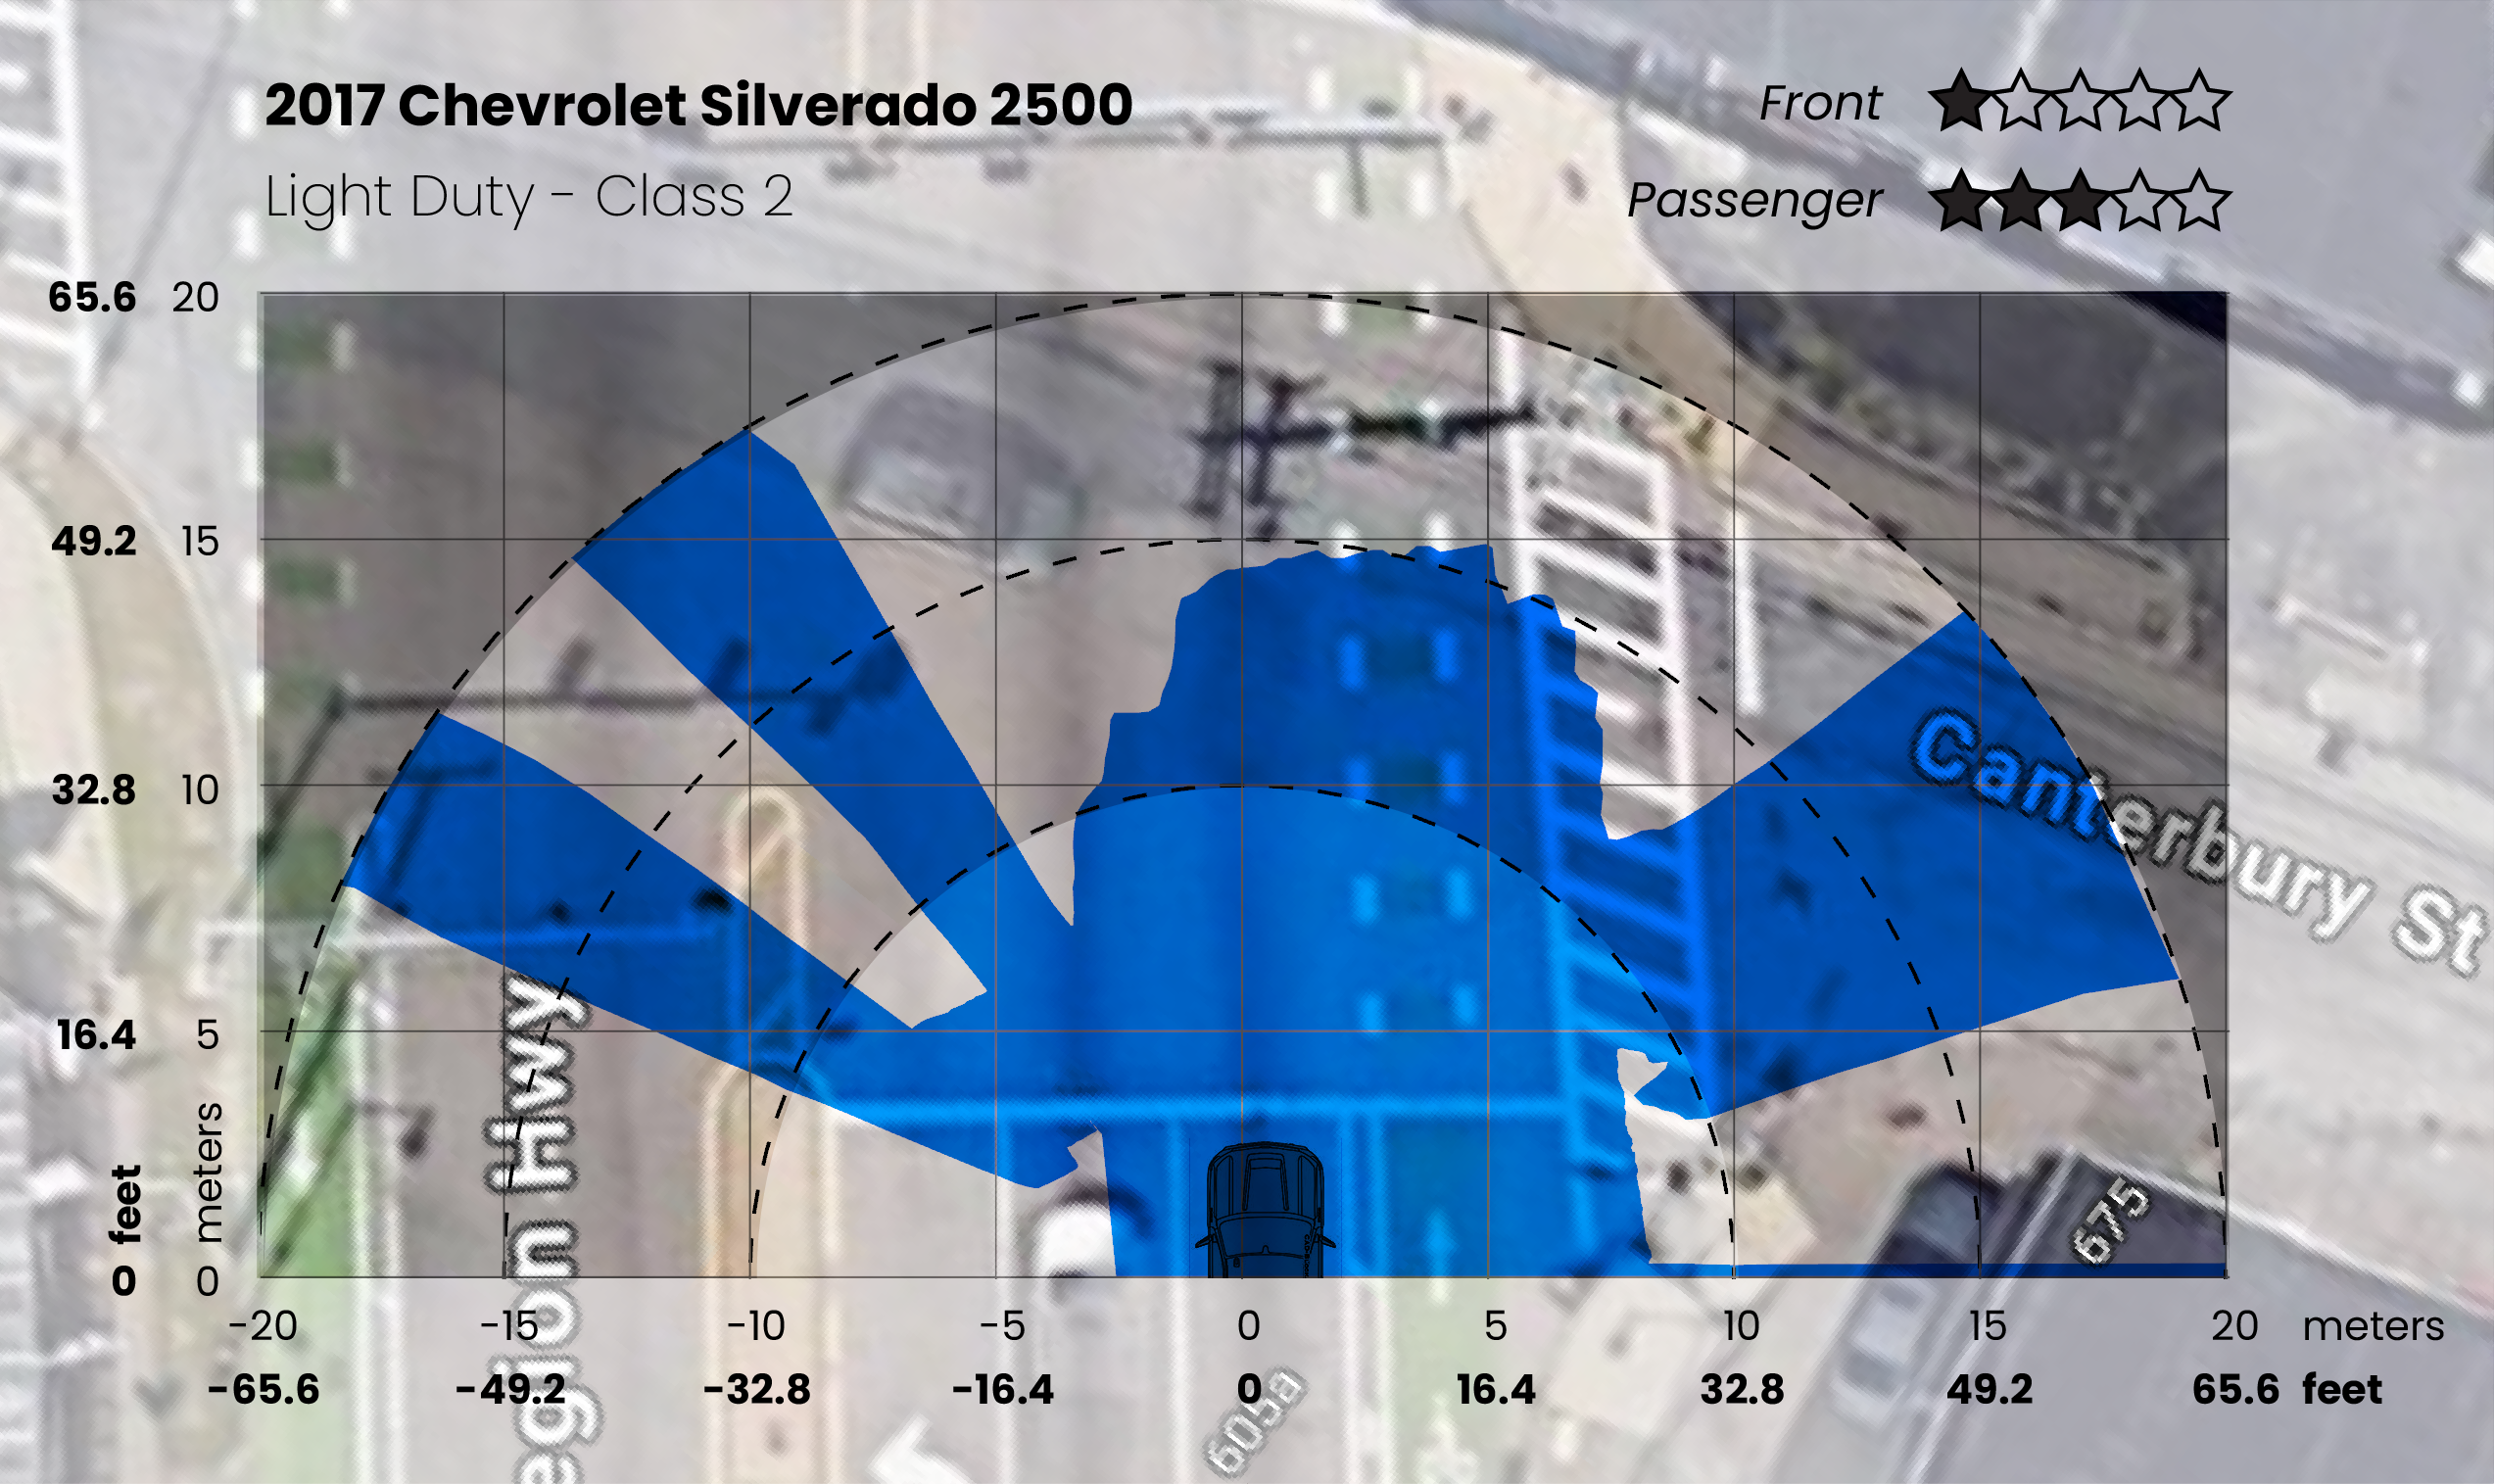 2017 Chevrolet Silverado 2500
Light Duty - Class 2
Front
Passenger
65.6 20
49.2 15
32.8 10
16.4 5
0 feet
0 meters
Canterbury St
egion Hwy
675
6050
-20 -15 -10 -5 0 5 10 15 20 meters
-65.6 -49.2 -32.8 -16.4 0 16.4 32.8 49.2 65.6 feet